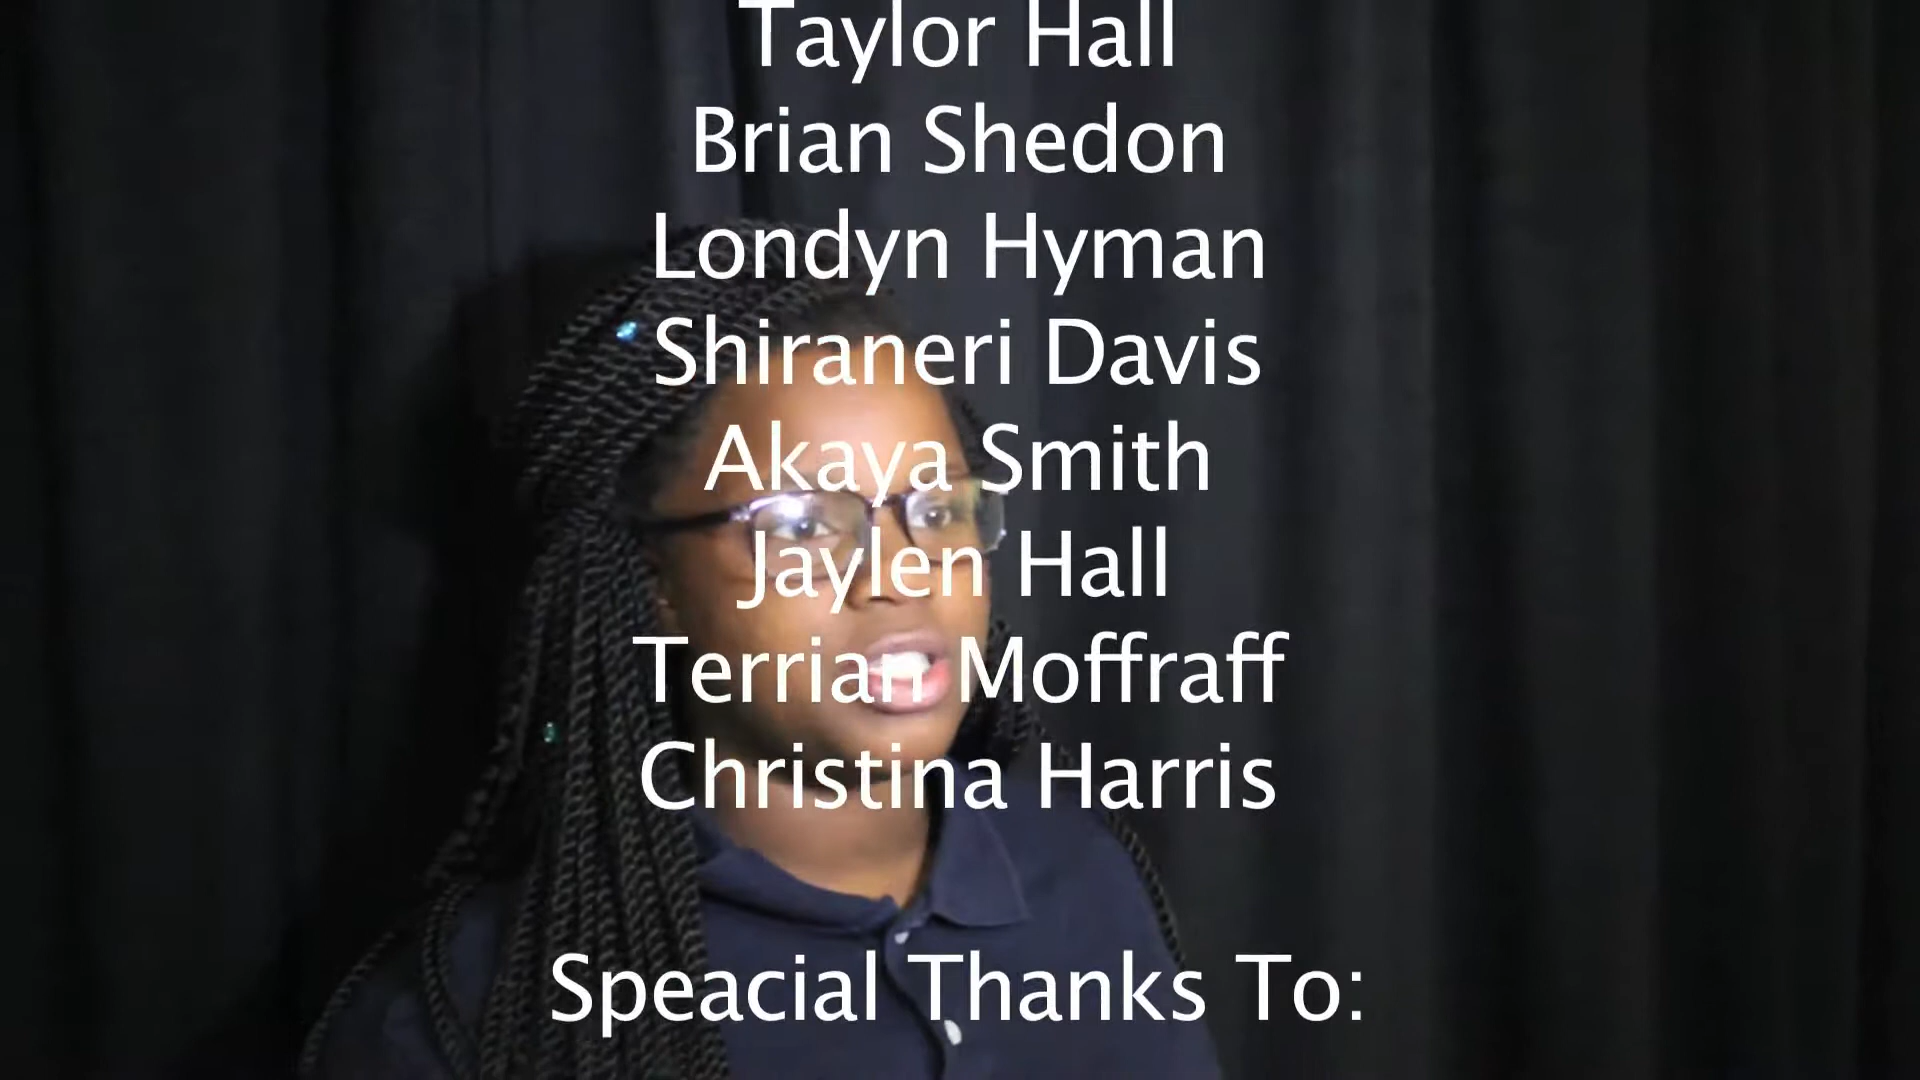 Taylor Hall
Brian Shedon
Londyn Hyman
Shiraneri Davis
Akaya Smith
Jaylen Hall
Terrian Moffraff
Christina Harris
Speacial Thanks To: